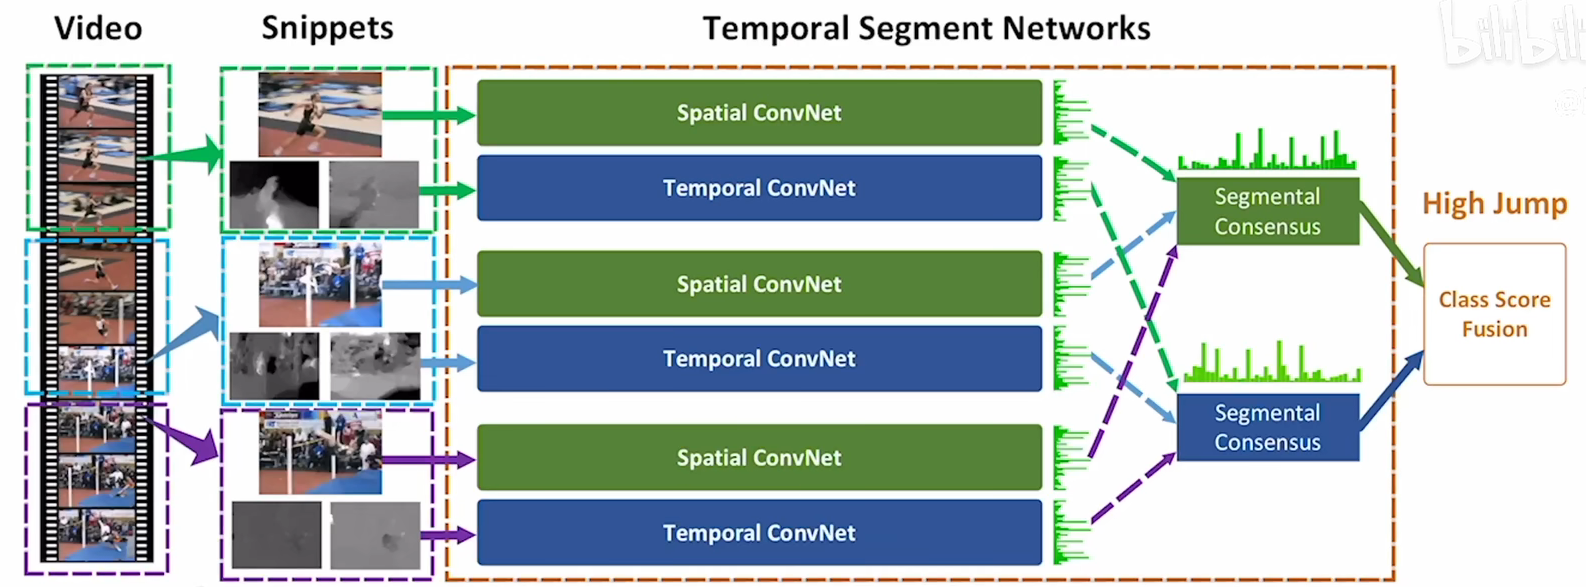 Video
Snippets
Temporal Segment Networks
bilibili
Spatial ConvNet
Temporal ConvNet
Spatial ConvNet
Temporal ConvNet
Spatial ConvNet
Temporal ConvNet
Segmental
Consensus
Segmental
Consensus
High Jump
Class Score
Fusion